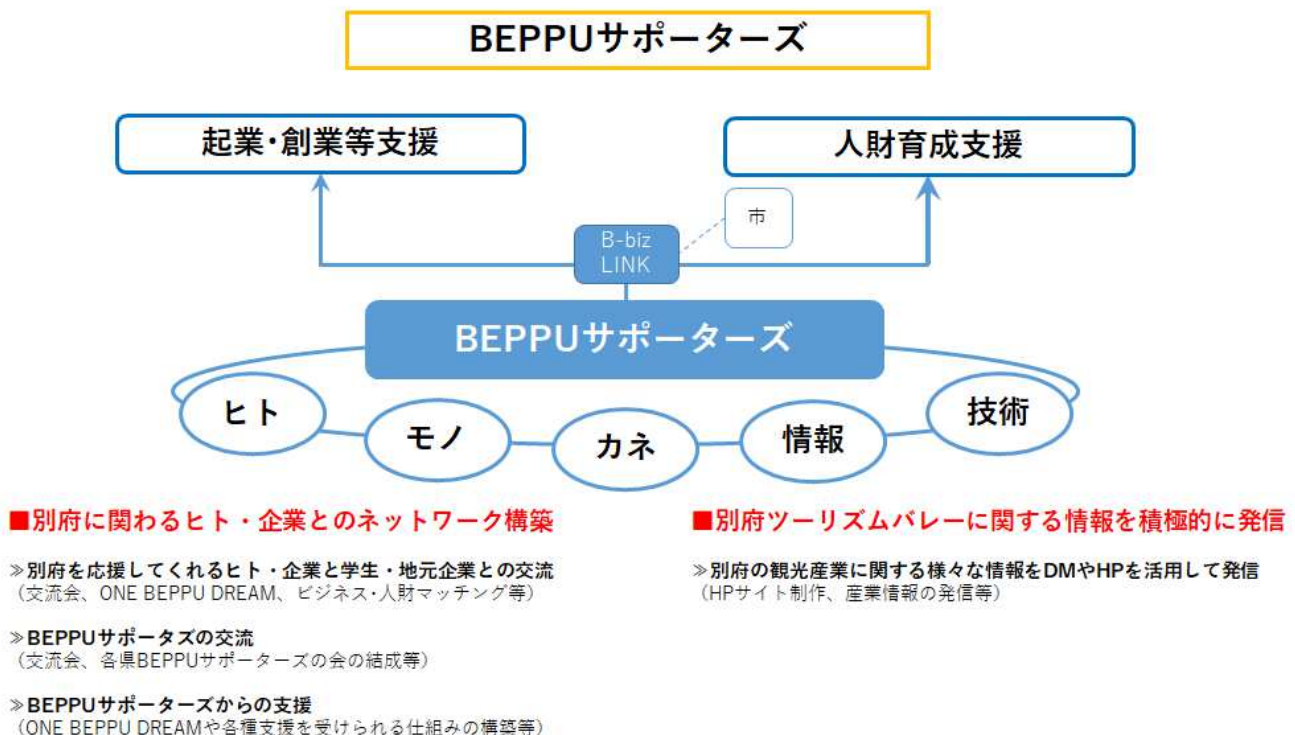 BEPPUサポーターズ
起業･創業等支援
人財育成支援
市
B-biz
LINK
BEPPUサポーターズ
ヒト
モノ
カネ
情報
技術
■別府に関わるヒト・企業とのネットワーク構築
≫別府を応援してくれるヒト・企業と学生・地元企業との交流
（交流会、ONE BEPPU DREAM、ビジネス･人財マッチング等）
≫BEPPUサポータズの交流
（交流会、各県BEPPUサポーターズの会の結成等）
≫BEPPUサポーターズからの支援
（ONE BEPPU DREAMや各種支援を受けられる仕組みの構築等）
■別府ツーリズムバレーに関する情報を積極的に発信
≫別府の観光産業に関する様々な情報をDMやHPを活用して発信
（HPサイト制作、産業情報の発信等）